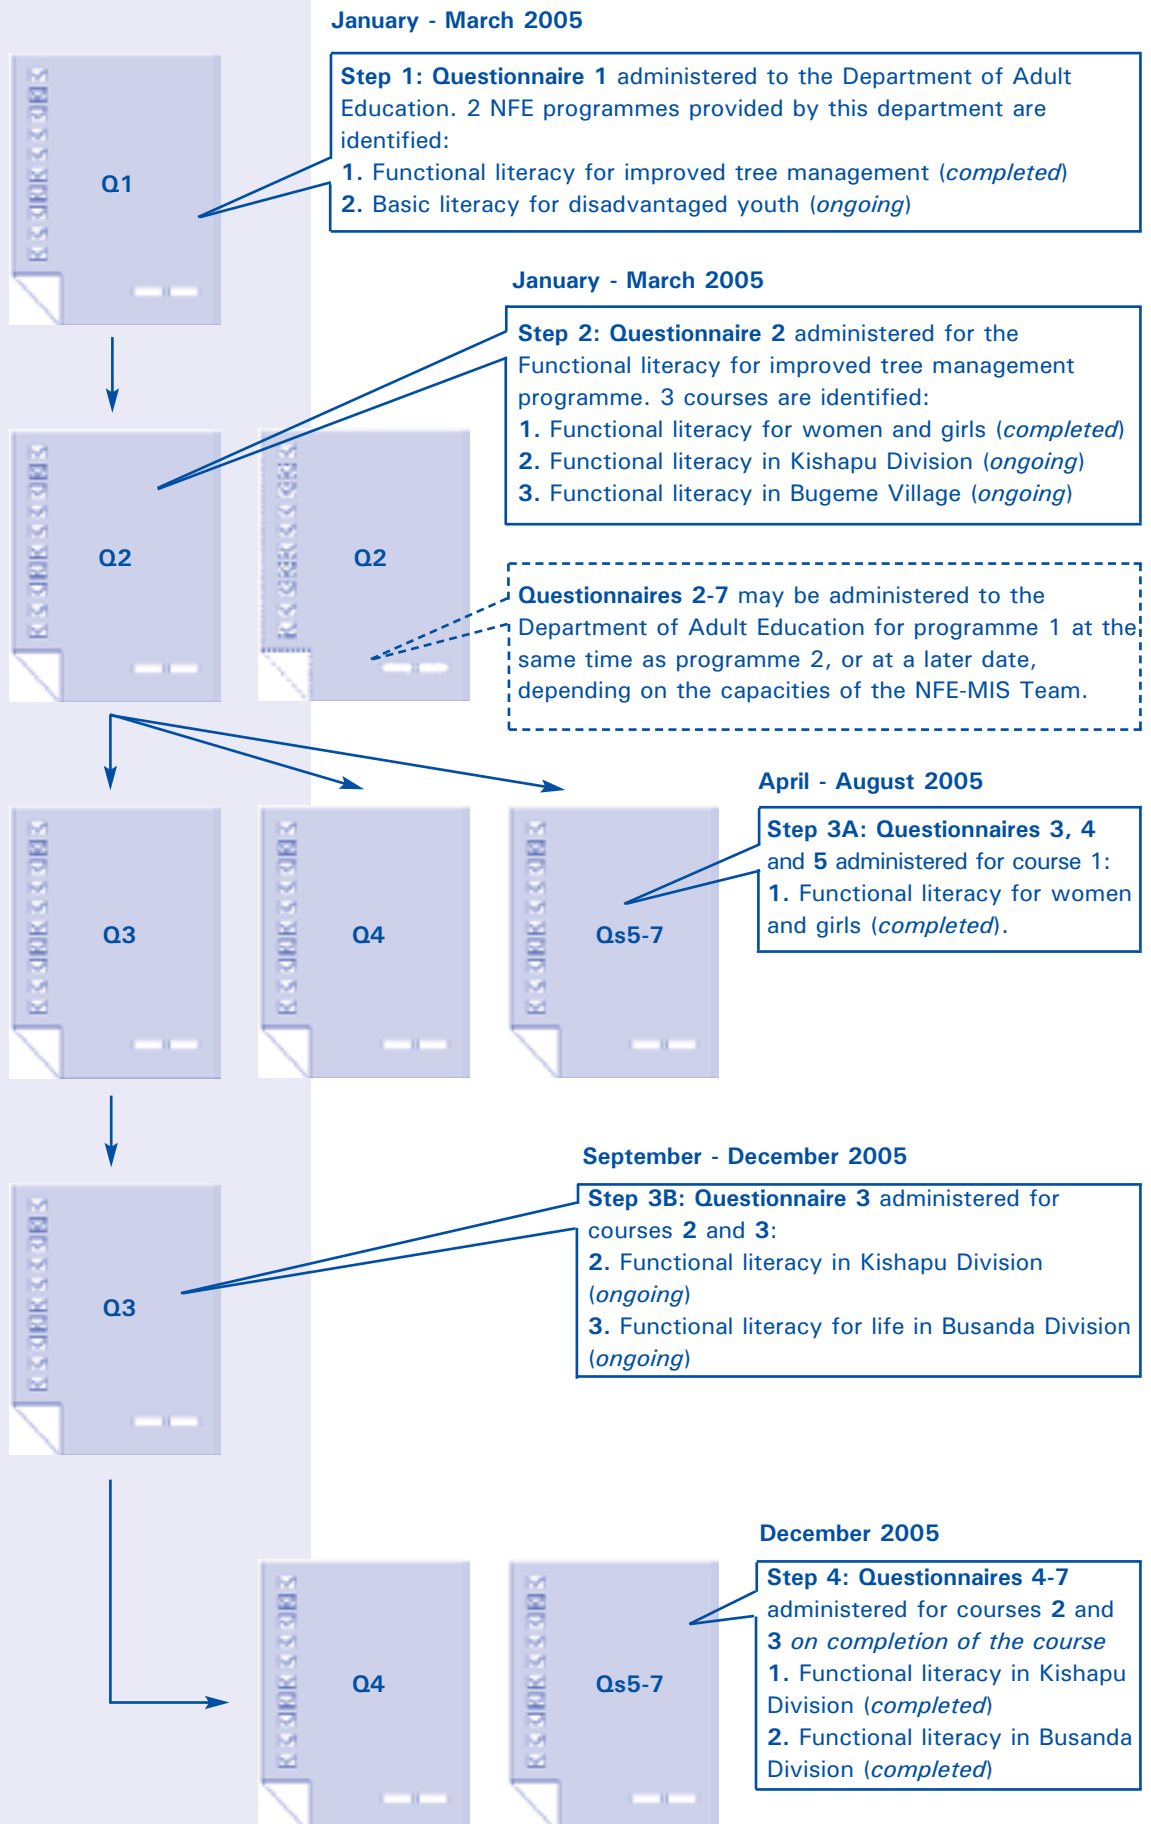 January - March 2005
Step 1: Questionnaire 1 administered to the Department of Adult
Education. 2 NFE programmes provided by this department are
identified:
1. Functional literacy for improved tree management (completed)
2. Basic literacy for disadvantaged youth (ongoing)
Q1
January - March 2005
Step 2: Questionnaire 2 administered for the
Functional literacy for improved tree management
programme. 3 courses are identified:
1. Functional literacy for women and girls (completed)
2. Functional literacy in Kishapu Division (ongoing)
3. Functional literacy in Bugeme Village (ongoing)
Q2
Q2
Questionnaires 2-7 may be administered to the
Department of Adult Education for programme 1 at the
same time as programme 2, or at a later date,
depending on the capacities of the NFE-MIS Team.
April - August 2005
Step 3A: Questionnaires 3, 4
and 5 administered for course 1:
1. Functional literacy for women
and girls (completed).
Q3
Q4
Qs5-7
September - December 2005
Step 3B: Questionnaire 3 administered for
courses 2 and 3:
2. Functional literacy in Kishapu Division
(ongoing)
3. Functional literacy for life in Busanda Division
(ongoing)
Q3
December 2005
Step 4: Questionnaires 4-7
administered for courses 2 and
3 on completion of the course
1. Functional literacy in Kishapu
Division (completed)
2. Functional literacy in Busanda
Division (completed)
Q4
Qs5-7